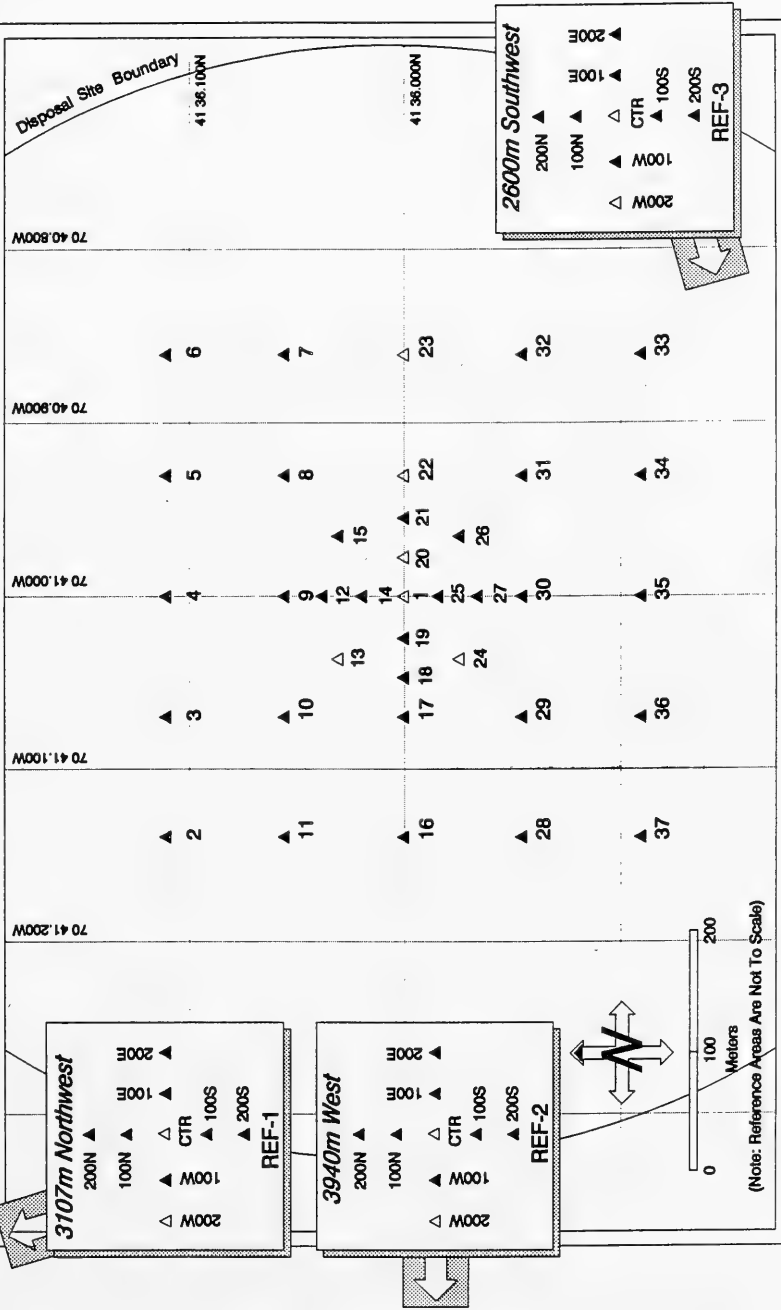 Disposal Site Boundary
70 41.200W
70 41.100W
70 41.000W
70 40.900W
70 40.800W
41 36.100N
41 36.000N
3107m Northwest
200N
100N
200W 100W CTR 100E 200E
100S
200S
REF-1
3940m West
200N
100N
200W 100W CTR 100E 200E
100S
200S
REF-2
2600m Southwest
200N
100N
200W 100W CTR 100E 200E
100S
200S
REF-3
2 3 4 5 6
11 10 9 8 7
12
13 15
14
16 17 18 19 1 20 21 22 23
25
24 26
27
28 29 30 31 32
37 36 35 34 33
N
0 100 200
Meters
(Note: Reference Areas Are Not To Scale)